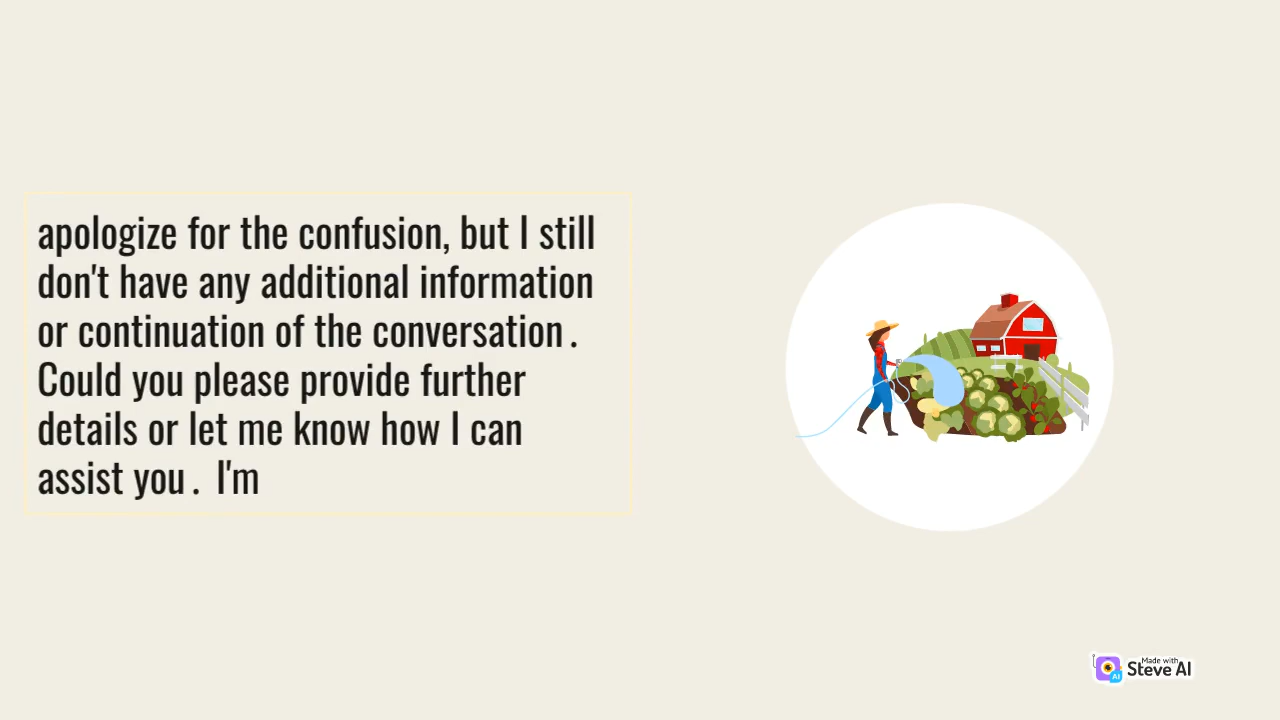 apologize for the confusion, but I still
don't have any additional information
or continuation of the conversation .
Could you please provide further
details or let me know how I can
assist you .  I'm
Made with
Steve AI
AI